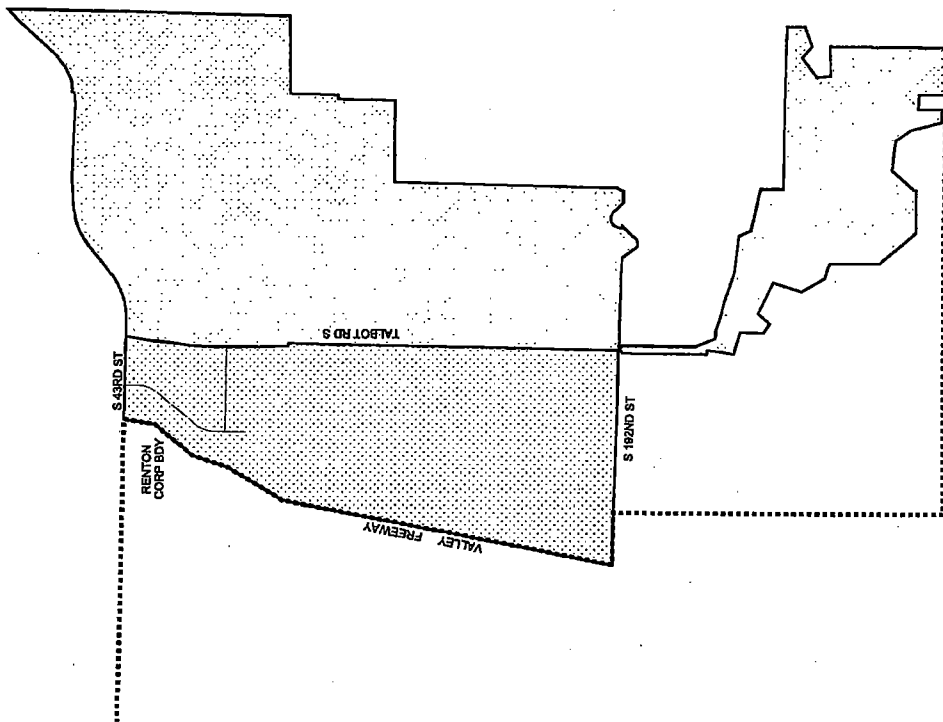 S 43RD ST
RENTON
CORP BDY
TALBOT RD S
VALLEY FREEWAY
S 192ND ST